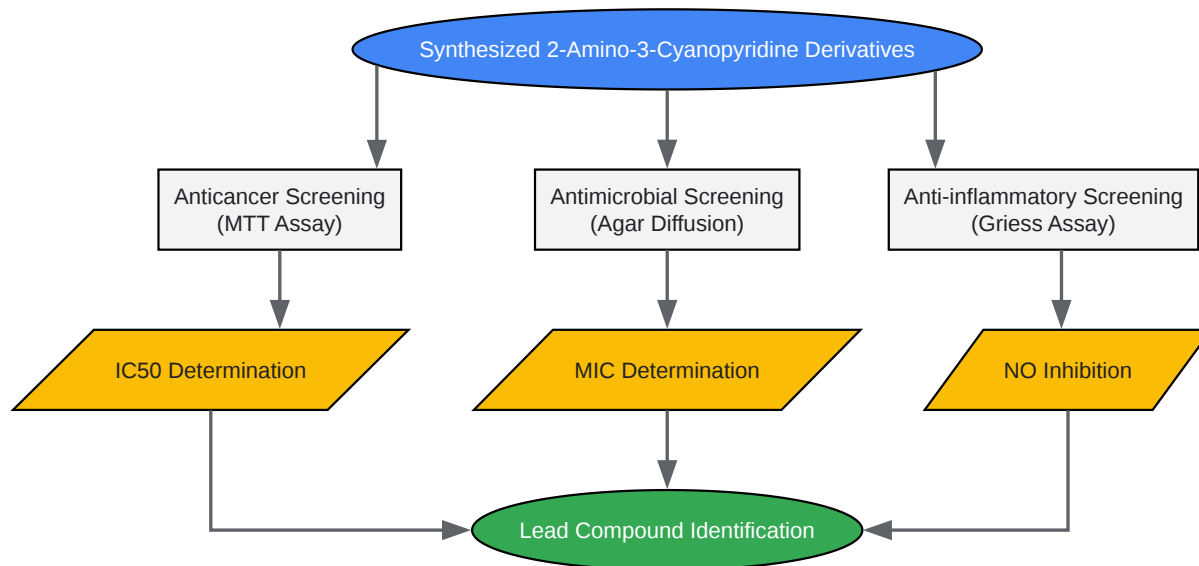 Synthesized 2-Amino-3-Cyanopyridine Derivatives
Anticancer Screening
(MTT Assay)
Antimicrobial Screening
(Agar Diffusion)
Anti-inflammatory Screening
(Griess Assay)
IC50 Determination
MIC Determination
NO Inhibition
Lead Compound Identification